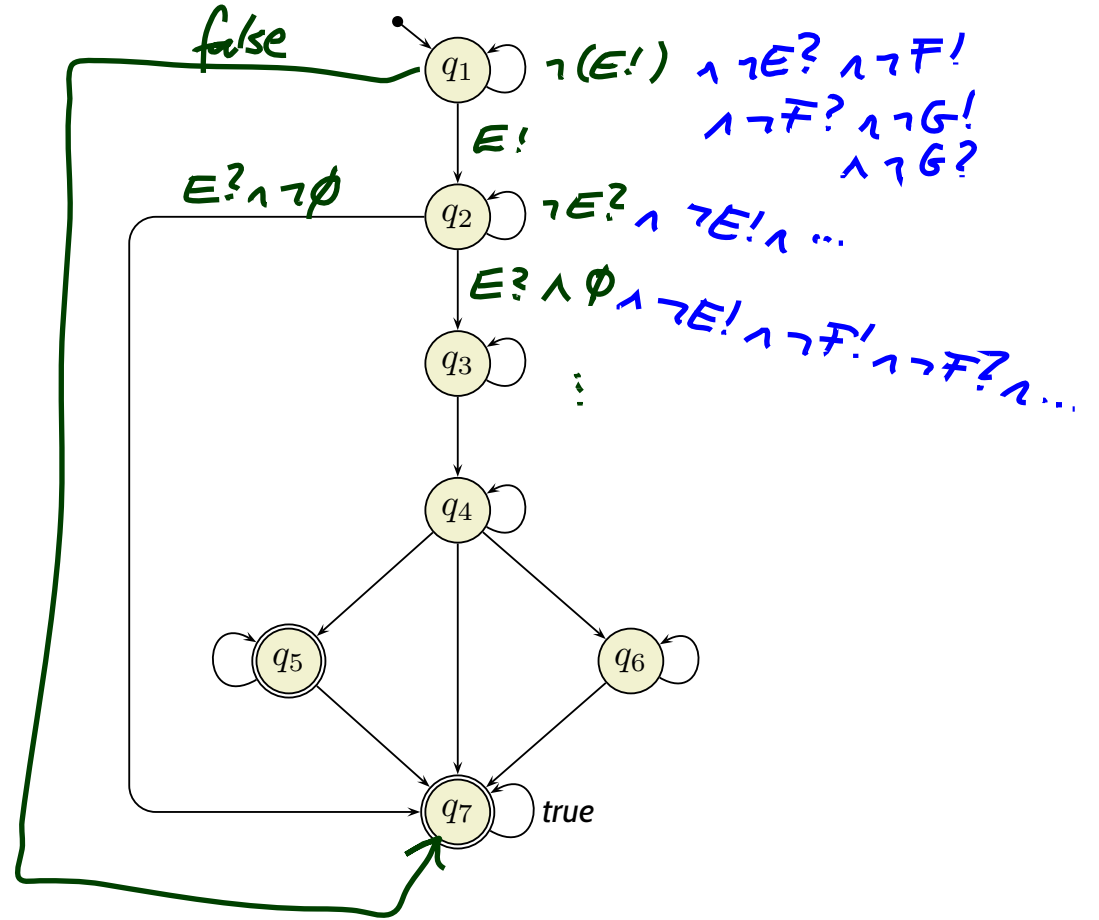 false
q1 ¬(E!) ∧ ¬E? ∧ ¬F!
∧ ¬F? ∧ ¬G!
∧ ¬G?
E!
E? ∧ ¬φ
q2 ¬E? ∧ ¬E! ∧ ...
E? ∧ φ ∧ ¬E! ∧ ¬F! ∧ ¬F? ∧ ...
q3 ⋮
q4
q5 q6
q7 true